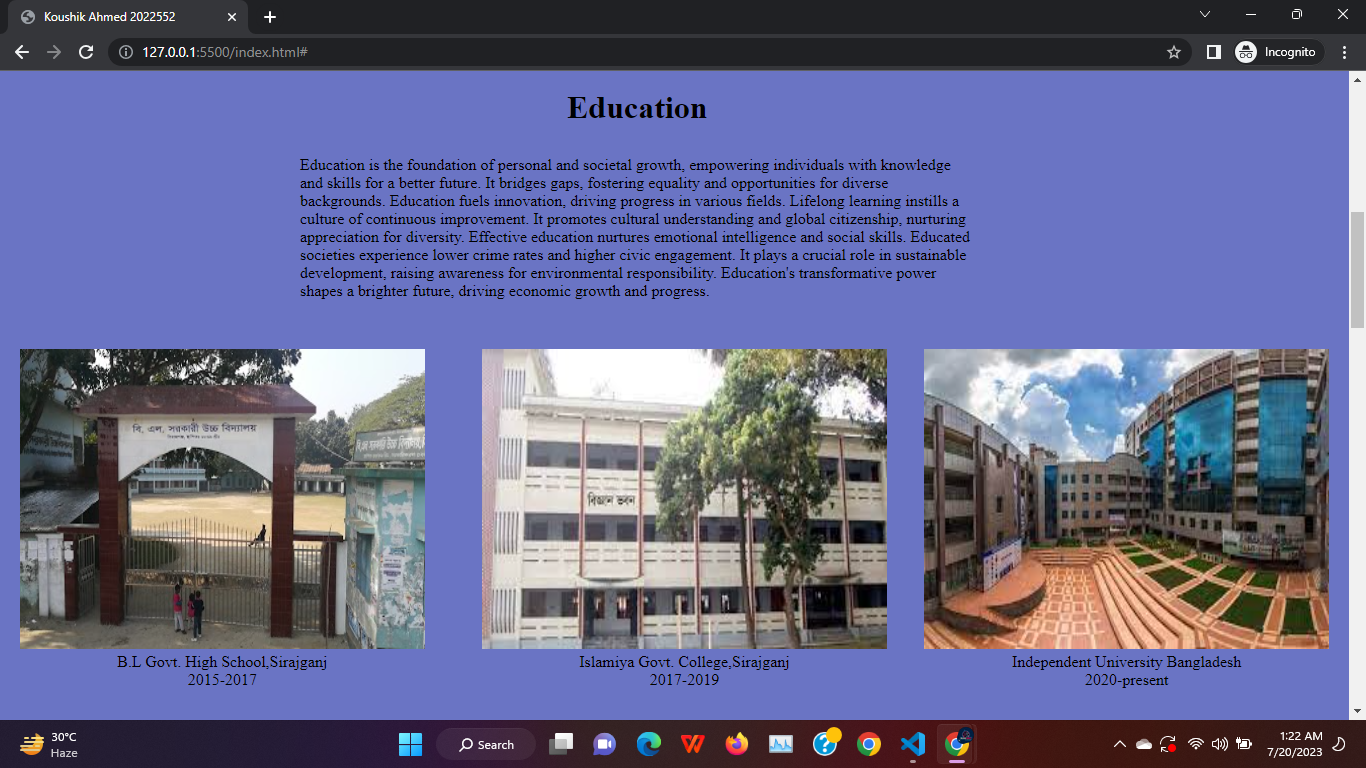 Koushik Ahmed 2022552
127.0.0.1:5500/index.html#
Incognito
Education
Education is the foundation of personal and societal growth, empowering individuals with knowledge
and skills for a better future. It bridges gaps, fostering equality and opportunities for diverse
backgrounds. Education fuels innovation, driving progress in various fields. Lifelong learning instills a
culture of continuous improvement. It promotes cultural understanding and global citizenship, nurturing
appreciation for diversity. Effective education nurtures emotional intelligence and social skills. Educated
societies experience lower crime rates and higher civic engagement. It plays a crucial role in sustainable
development, raising awareness for environmental responsibility. Education's transformative power
shapes a brighter future, driving economic growth and progress.
বি. এল. সরকারী উচ্চ বিদ্যালয়
বিজ্ঞান ভবন
B.L Govt. High School,Sirajganj
2015-2017
Islamiya Govt. College,Sirajganj
2017-2019
Independent University Bangladesh
2020-present
30°C
Haze
Search
1:22 AM
7/20/2023